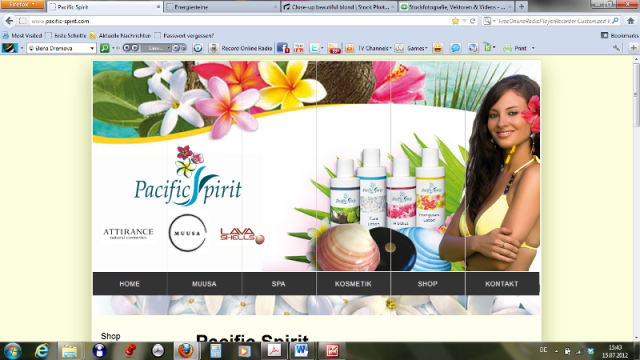 Firefox
Pacific Spirit
Energiesteine
Close-up beautiful blond | Stock Phot...
Stockfotografie, Vektoren & Videos - ...
www.pacific-spirit.com
FreeOnlineRadioPlayerRecorder Customized
Most Visited
Erste Schritte
Aktuelle Nachrichten
Passwort vergessen?
Bookmarks
Elena Dremova
Record Online Radio
TV Channels
Games
Print
Pacific Spirit
ATTIRANCE
natural cosmetics
MUUSA
LAVA
SHELLS
HOME
MUUSA
SPA
KOSMETIK
SHOP
KONTAKT
Shop
Pacific Spirit
DE
15:43
15.07.2012